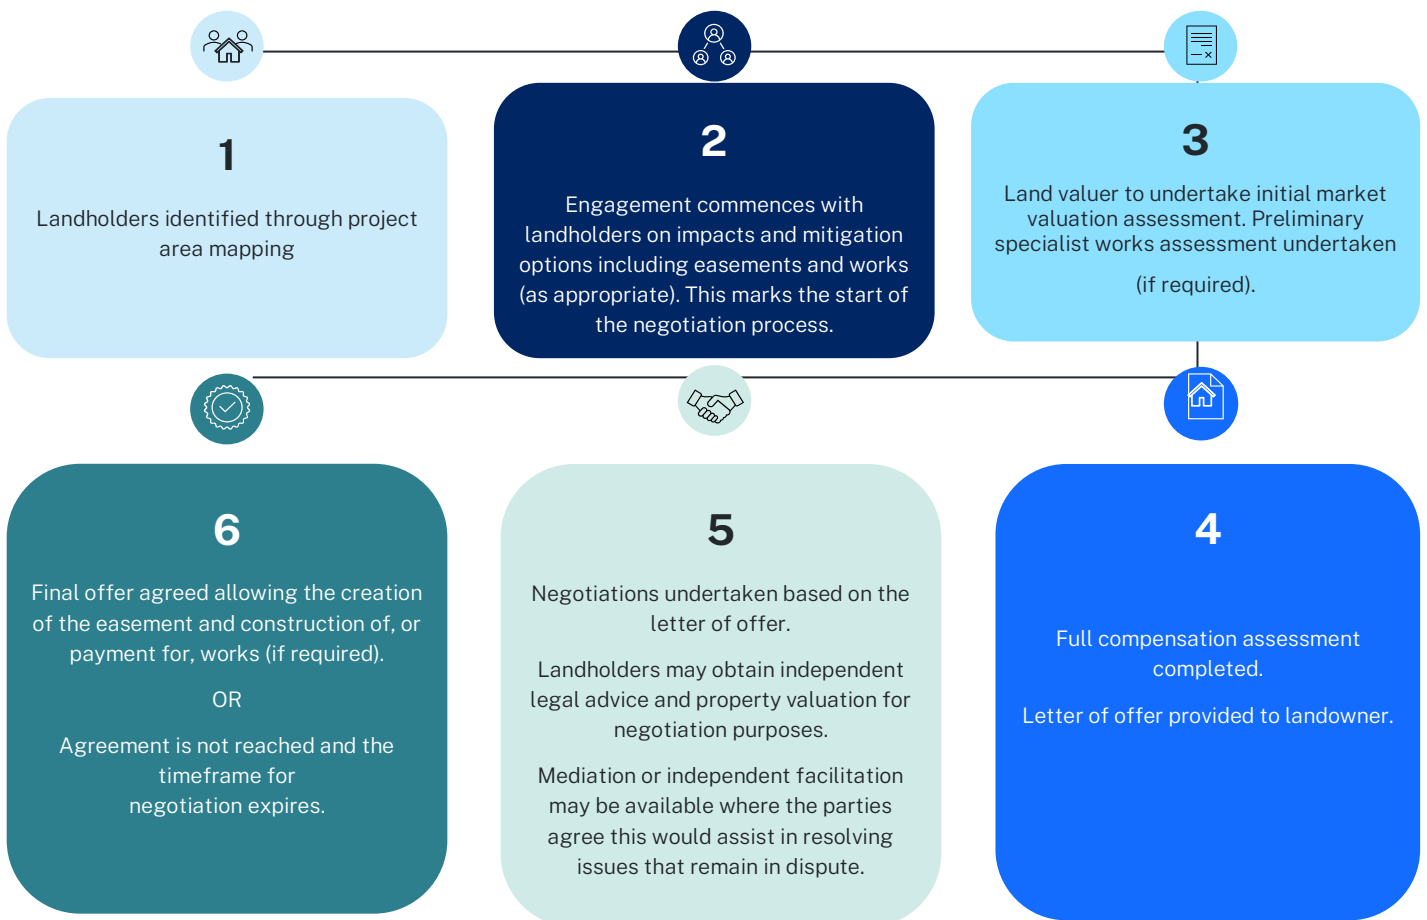 1
Landholders identified through project
area mapping
2
Engagement commences with
landholders on impacts and mitigation
options including easements and works
(as appropriate). This marks the start of
the negotiation process.
3
Land valuer to undertake initial market
valuation assessment. Preliminary
specialist works assessment undertaken
(if required).
4
Full compensation assessment
completed.
Letter of offer provided to landowner.
5
Negotiations undertaken based on the
letter of offer.
Landholders may obtain independent
legal advice and property valuation for
negotiation purposes.
Mediation or independent facilitation
may be available where the parties
agree this would assist in resolving
issues that remain in dispute.
6
Final offer agreed allowing the creation
of the easement and construction of, or
payment for, works (if required).
OR
Agreement is not reached and the
timeframe for
negotiation expires.